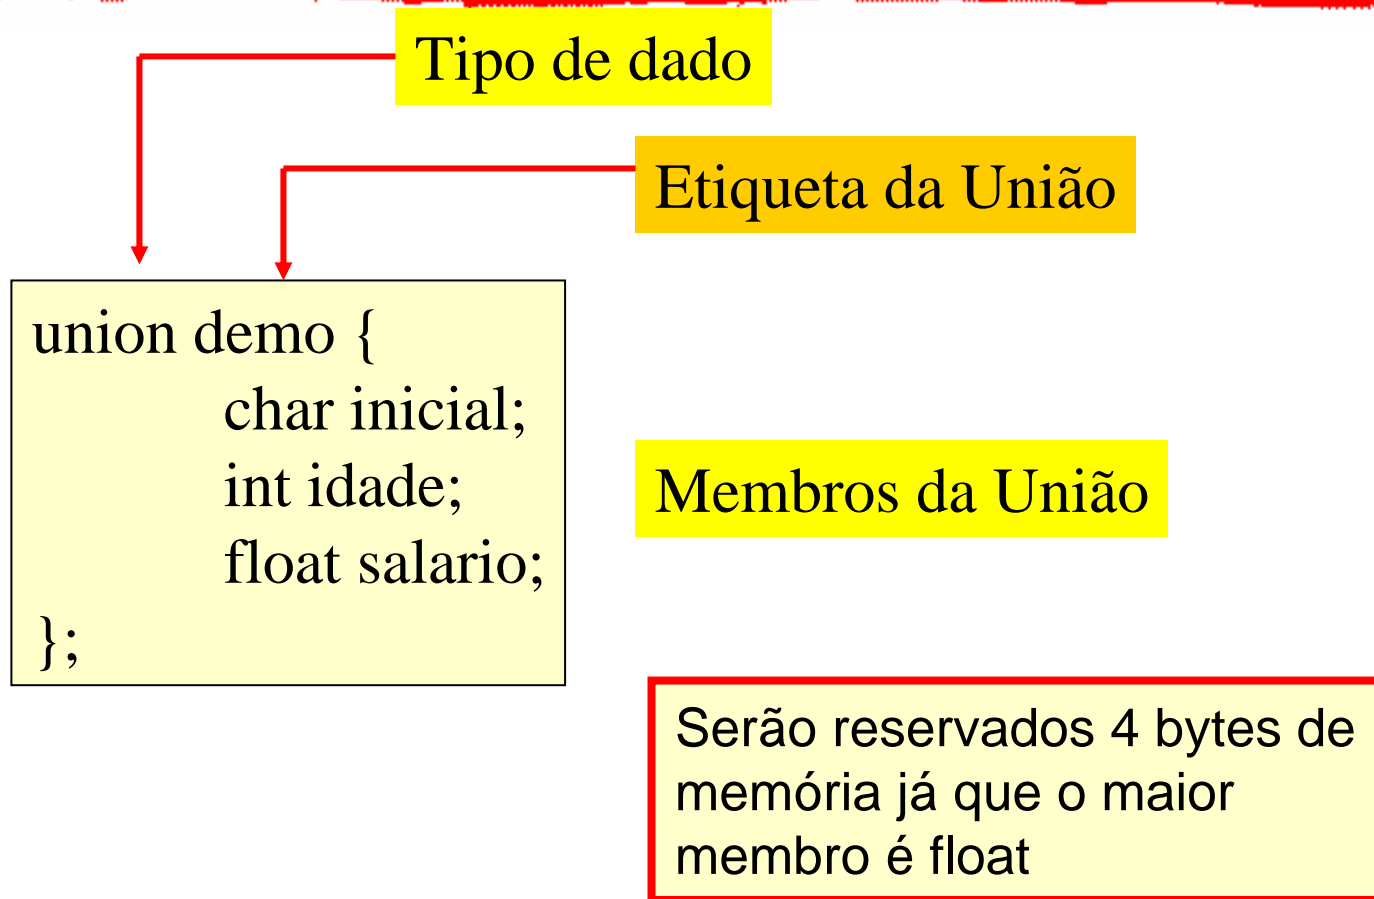 Tipo de dado
Etiqueta da União
union demo {
char inicial;
int idade;
float salario;
};
Membros da União
Serão reservados 4 bytes de
memória já que o maior
membro é float